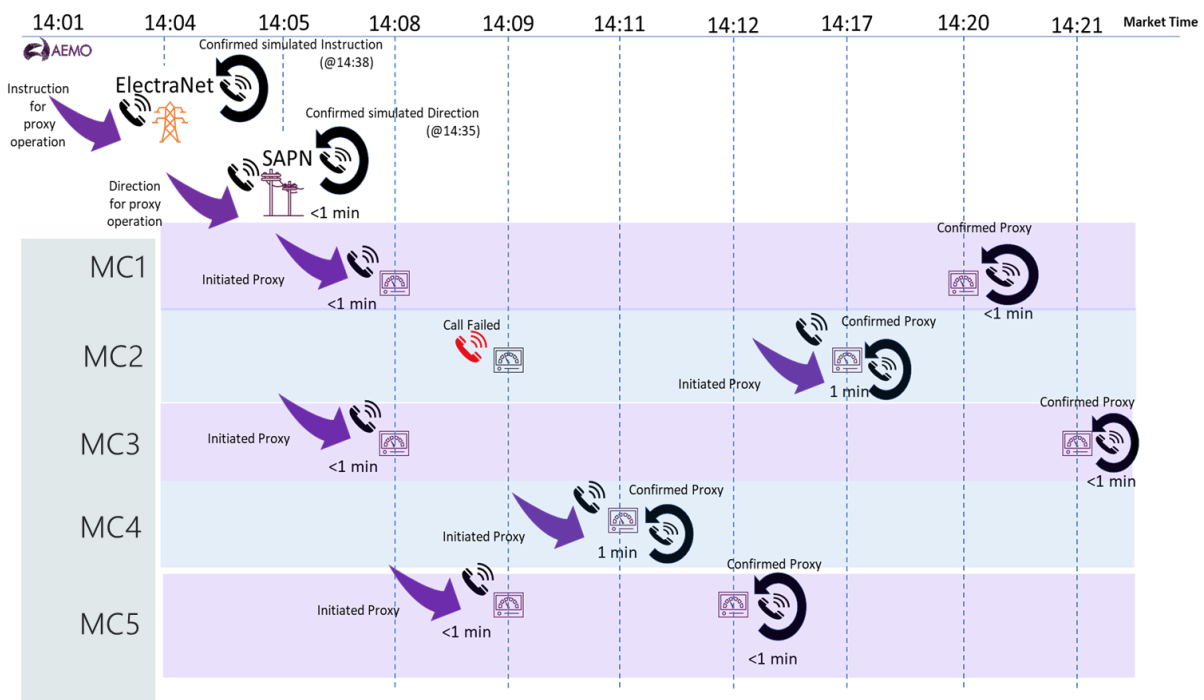 14:01 14:04 14:05 14:08 14:09 14:11 14:12 14:17 14:20 14:21 Market Time
AEMO
Confirmed simulated Instruction
(@14:38)
ElectraNet
Instruction
for
proxy
operation
Confirmed simulated Direction
(@14:35)
SAPN
Direction
for proxy
operation
<1 min
MC1
Initiated Proxy
<1 min
Confirmed Proxy
<1 min
MC2
Call Failed
Initiated Proxy
Confirmed Proxy
1 min
MC3
Initiated Proxy
<1 min
Confirmed Proxy
<1 min
MC4
Initiated Proxy
Confirmed Proxy
1 min
MC5
Initiated Proxy
<1 min
Confirmed Proxy
<1 min